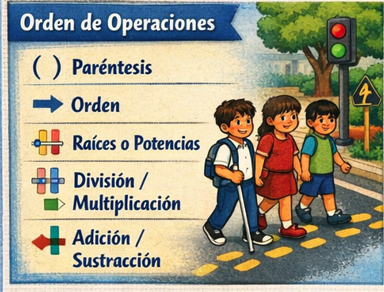 Orden de Operaciones
( ) Paréntesis
Orden
Raíces o Potencias
División /
Multiplicación
Adición /
Sustracción